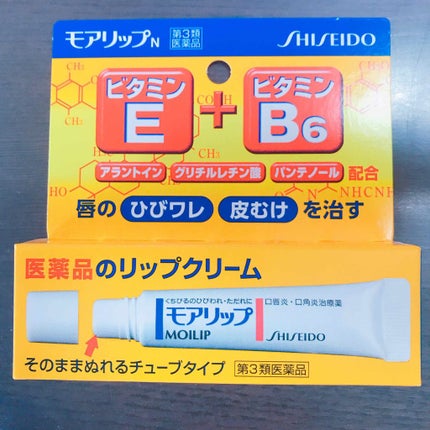 モアリップN 第3類医薬品 SHISEIDO
ビタミンE + ビタミンB6
アラントイン グリチルレチン酸 パンテノール 配合
唇の ひびワレ 皮むけ を治す
医薬品のリップクリーム
くちびるのひびわれ・ただれに
口唇炎・口角炎治療薬
モアリップ
MOILIP
SHISEIDO
そのままぬれるチューブタイプ 第3類医薬品